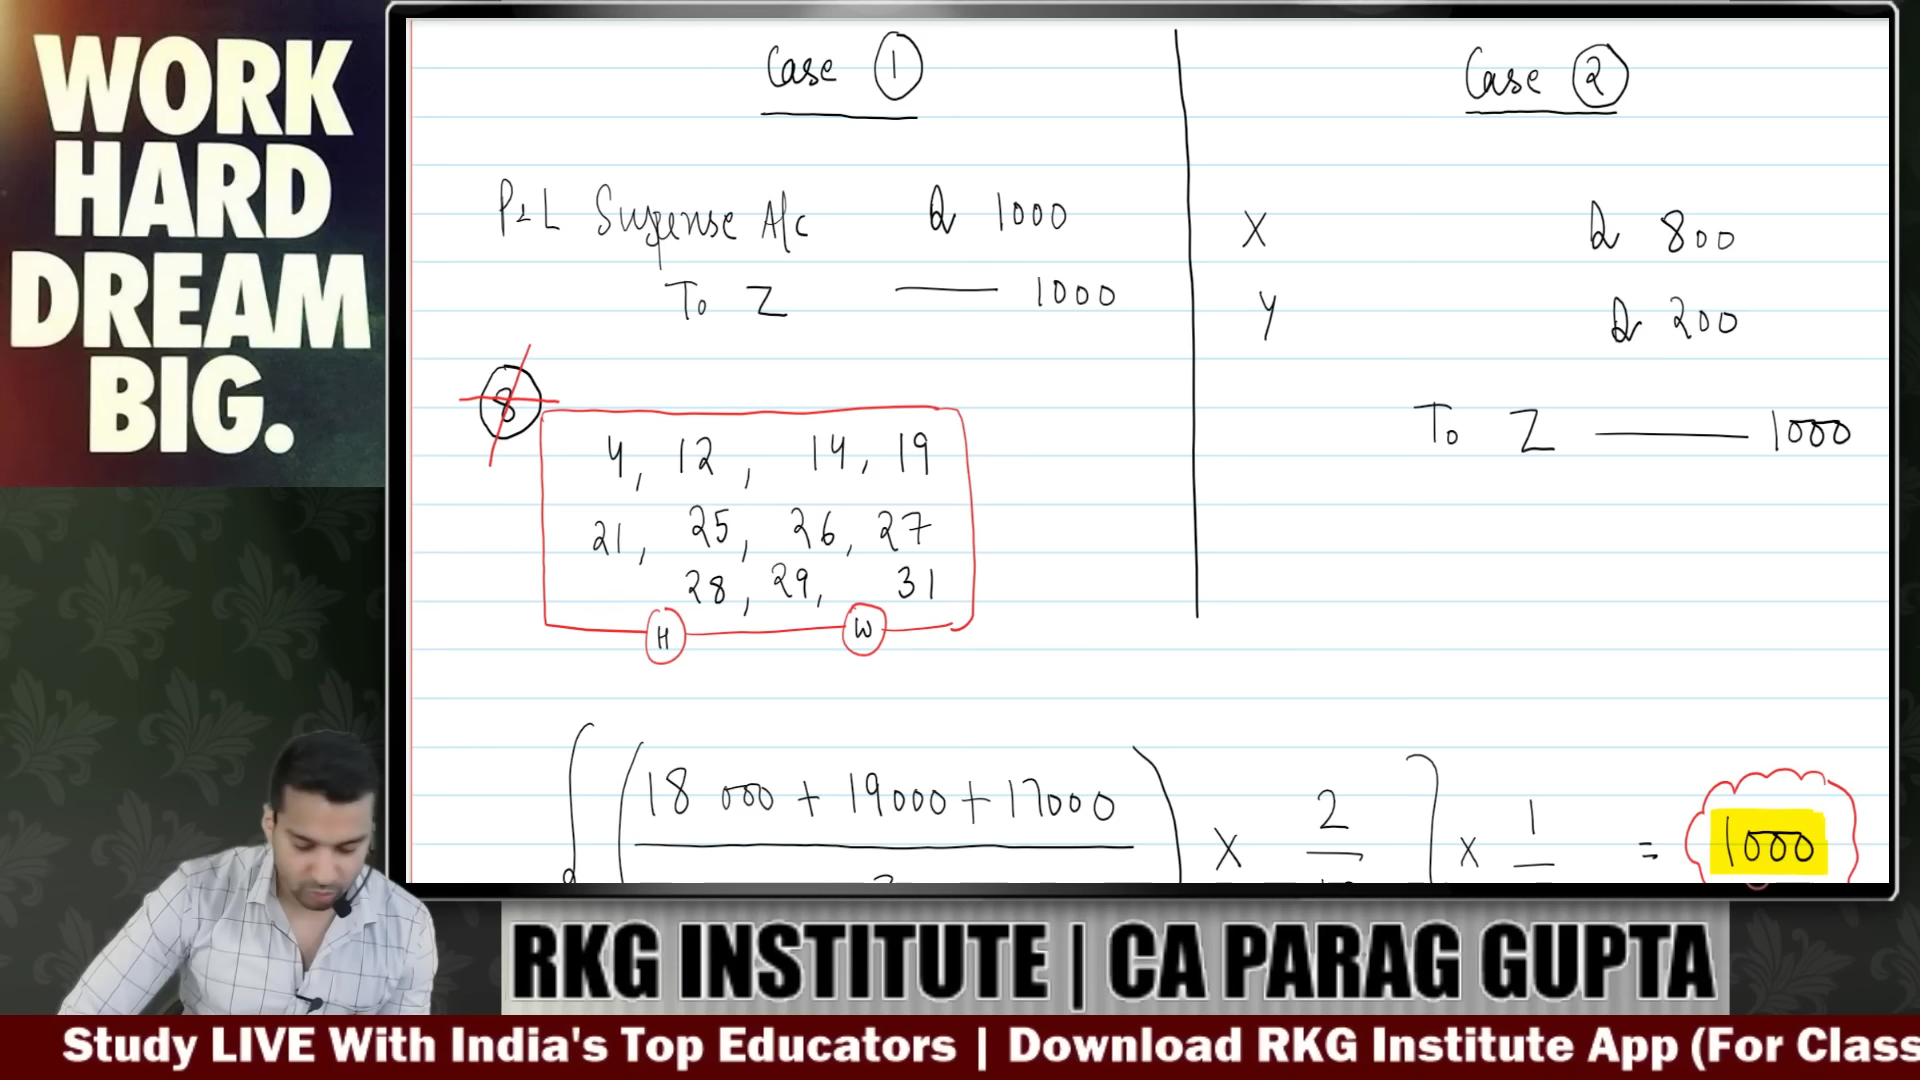 WORK
HARD
DREAM
BIG.
Case 1
P&L Suspense A/c Dr 1000
To Z 1000
8
4, 12, 14, 19
21, 25, 26, 27
28, 29, 31
H W
Case 2
X Dr 800
Y Dr 200
To Z 1000
[ ( 18000 + 19000 + 17000 ) × 2 ] × 1 = 1000
RKG INSTITUTE | CA PARAG GUPTA
Study LIVE With India's Top Educators | Download RKG Institute App (For Class